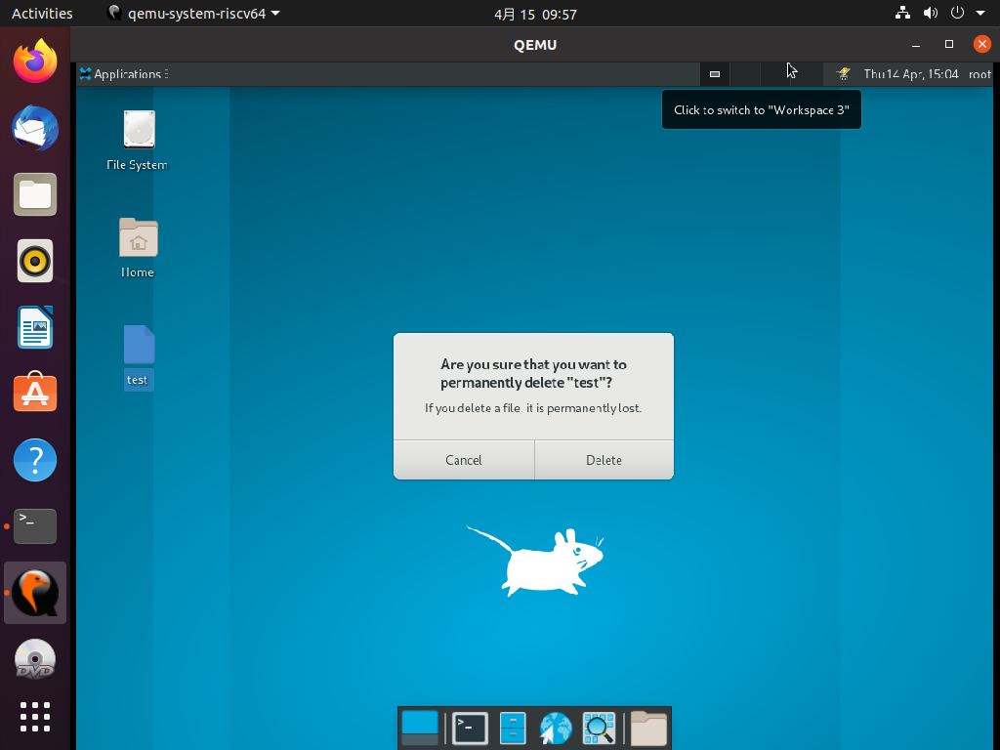 Activities
qemu-system-riscv64
4月 15 09:57
QEMU
Applications
Thu 14 Apr, 15:04 root
Click to switch to "Workspace 3"
File System
Home
test
Are you sure that you want to
permanently delete "test"?
If you delete a file, it is permanently lost.
Cancel
Delete
>_
?
DVD
>_